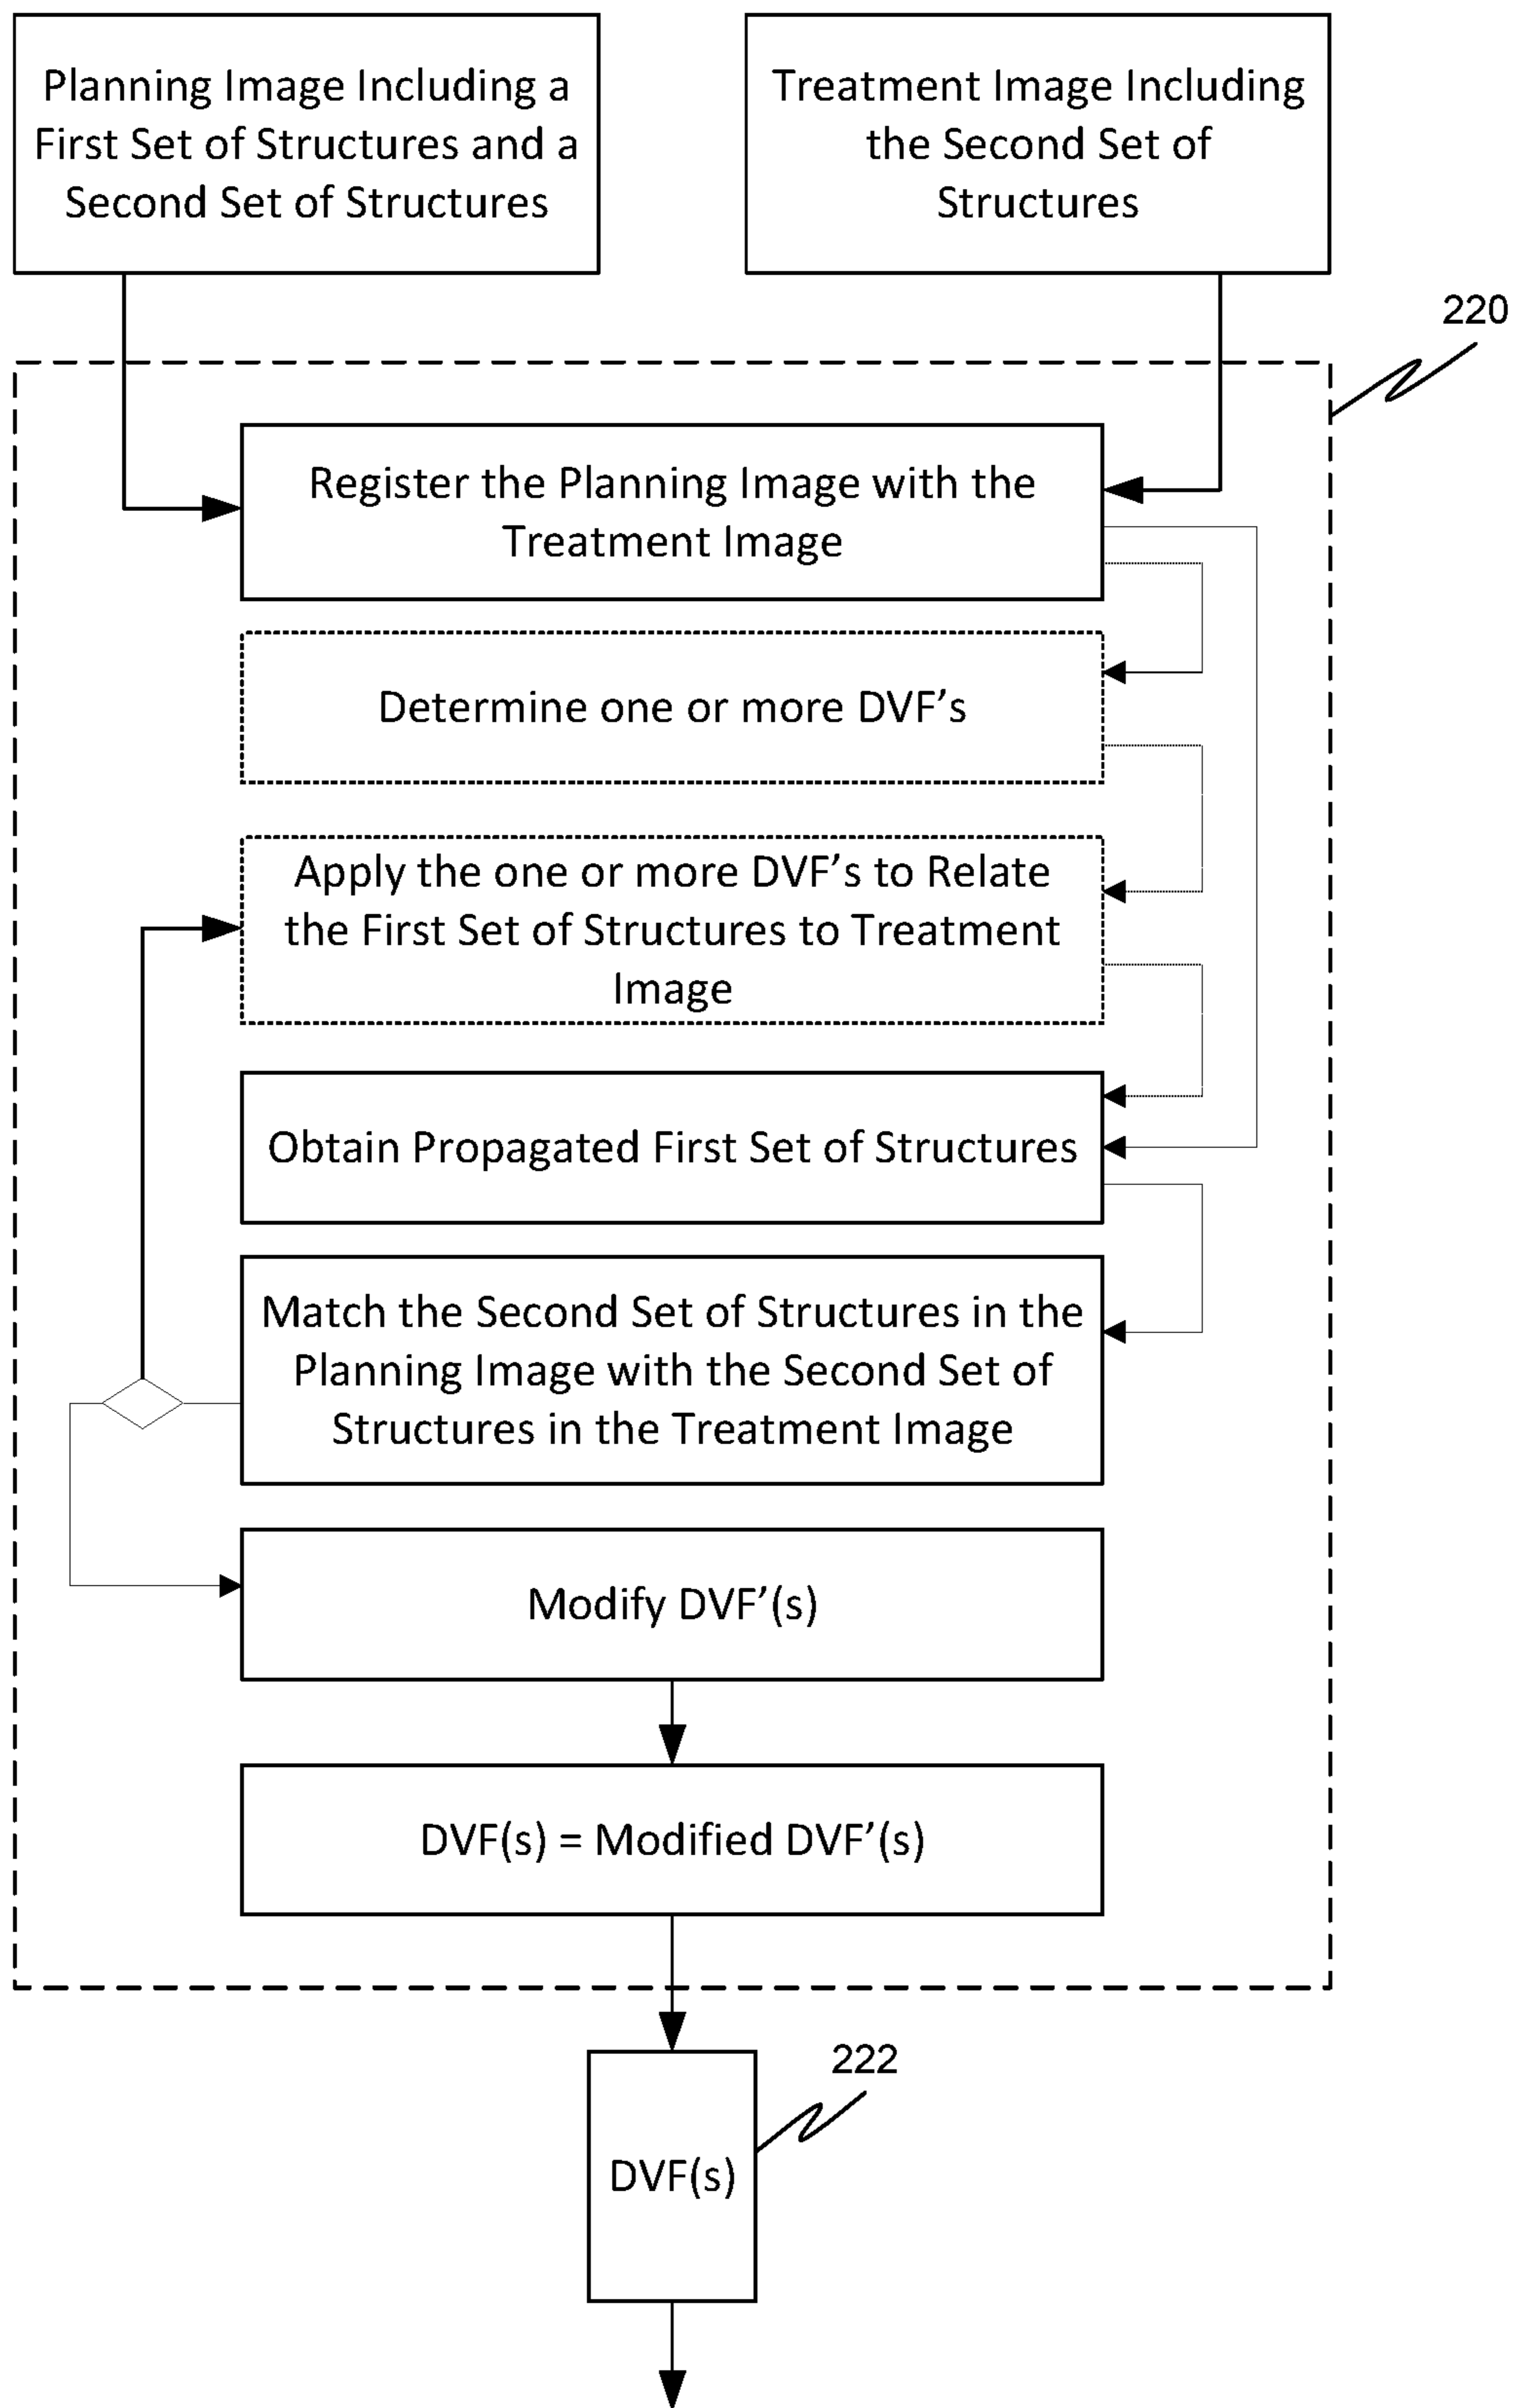 Planning Image Including a
First Set of Structures and a
Second Set of Structures
Treatment Image Including
the Second Set of
Structures
220
Register the Planning Image with the
Treatment Image
Determine one or more DVF’s
Apply the one or more DVF’s to Relate
the First Set of Structures to Treatment
Image
Obtain Propagated First Set of Structures
Match the Second Set of Structures in the
Planning Image with the Second Set of
Structures in the Treatment Image
Modify DVF’(s)
DVF(s) = Modified DVF’(s)
222
DVF(s)